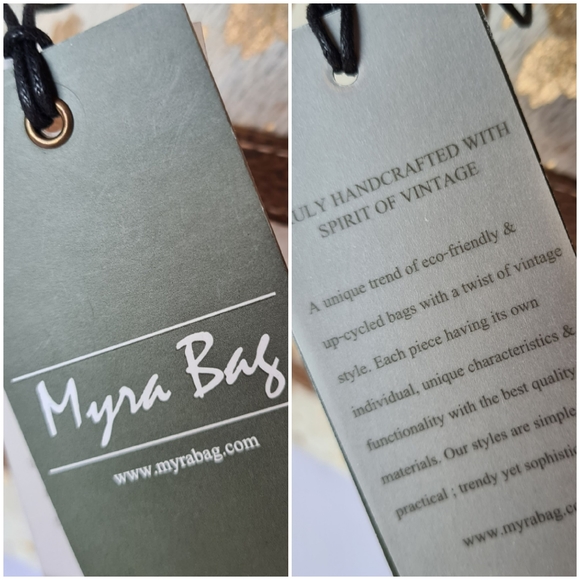 Myra Bag
www.myrabag.com
ULY HANDCRAFTED WITH
SPIRIT OF VINTAGE
A unique trend of eco-friendly &
up-cycled bags with a twist of vintage
style. Each piece having its own
individual, unique characteristics &
functionality with the best quality
materials. Our styles are simple
practical ; trendy yet sophistic
www.myrabag.c